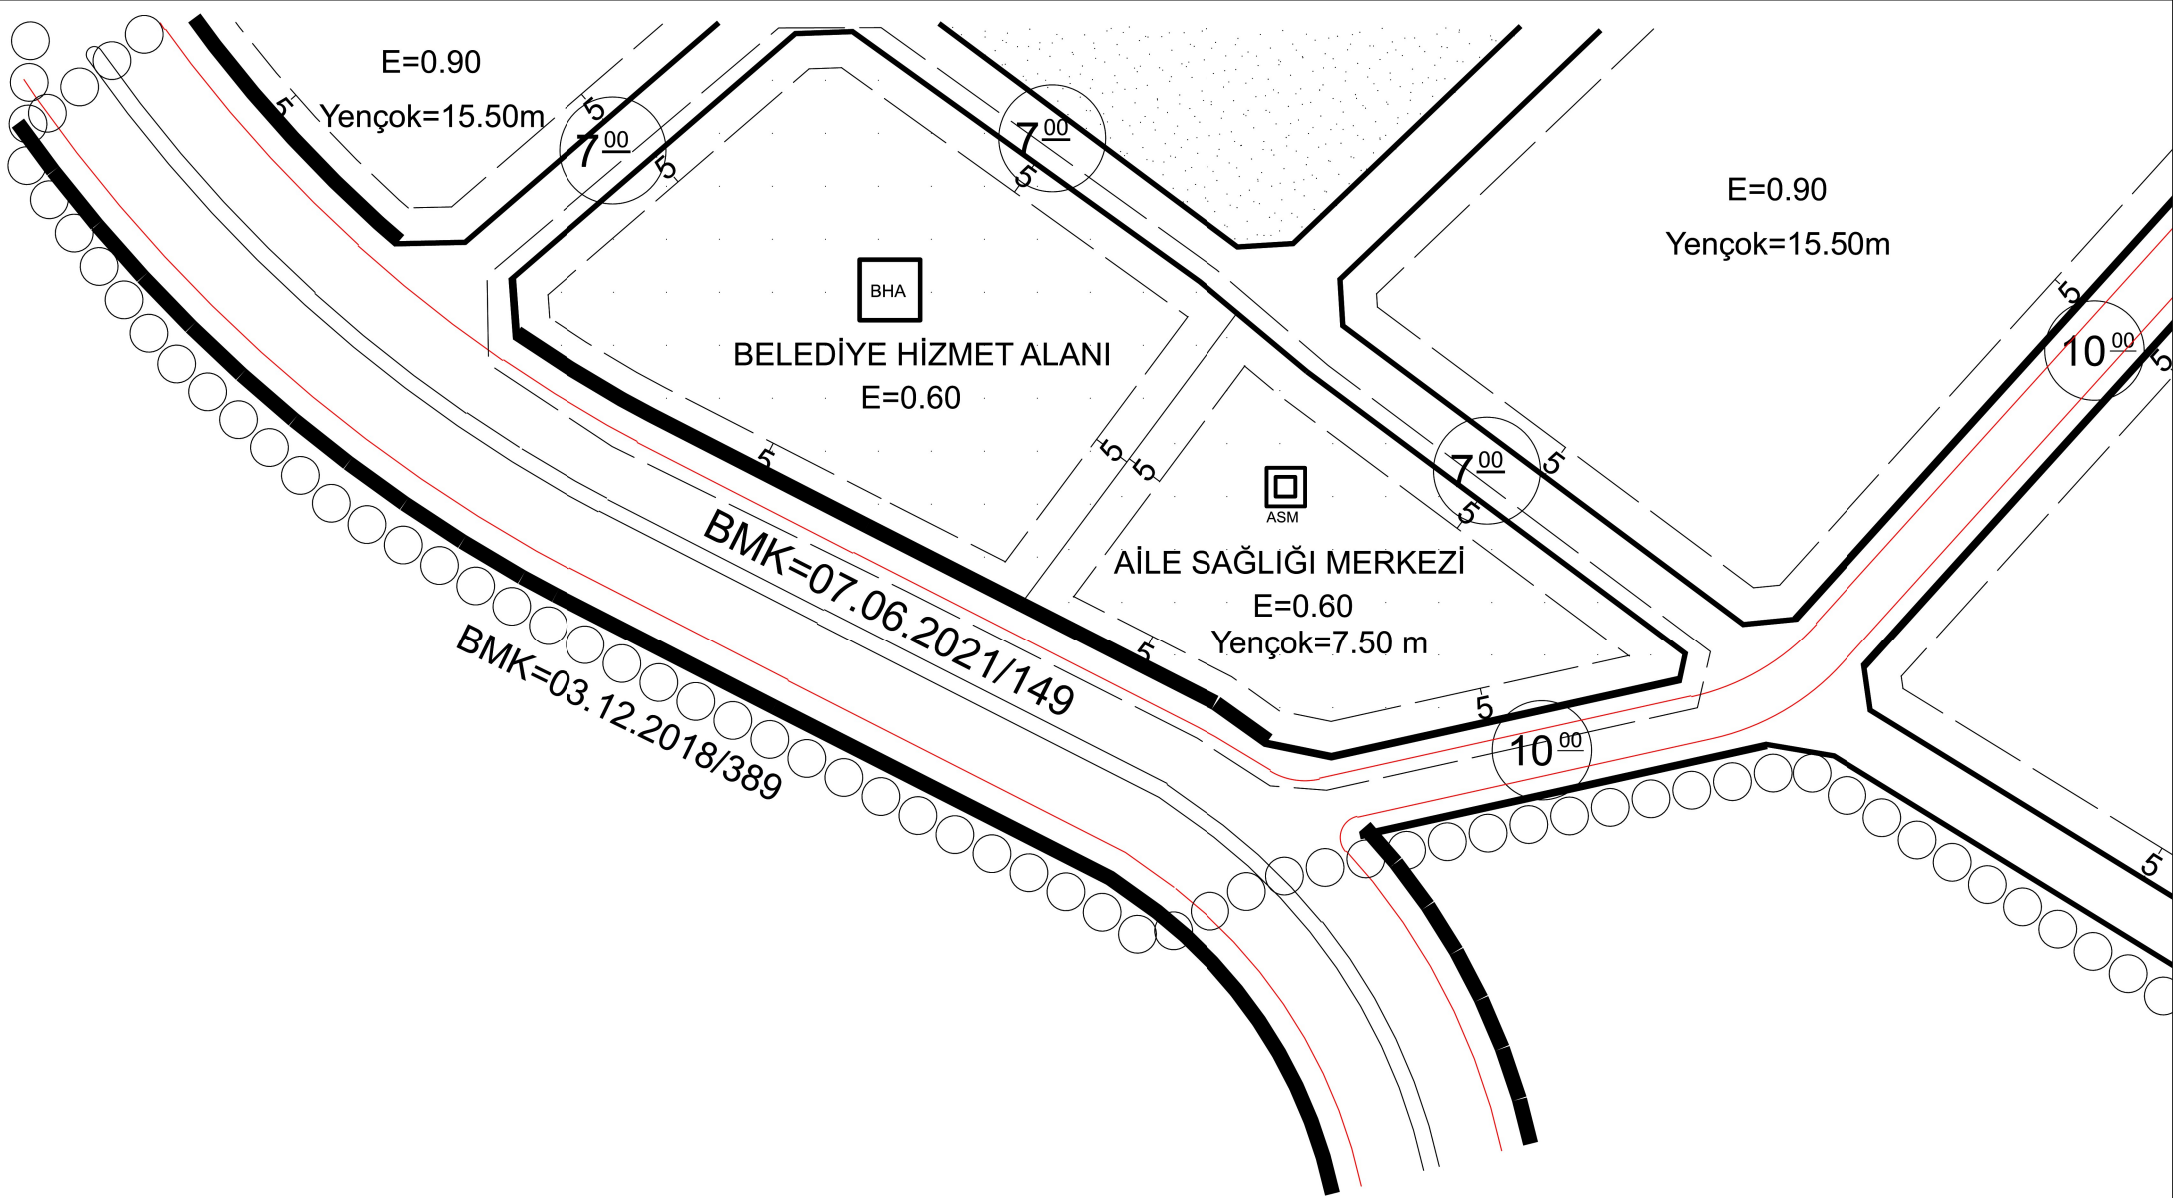 E=0.90
Yençok=15.50m
5
5
7 00
5
7 00
5
E=0.90
Yençok=15.50m
5
10 00
5
BHA
BELEDİYE HİZMET ALANI
E=0.60
5
5
5
7 00
5
5
ASM
AİLE SAĞLIĞI MERKEZİ
E=0.60
Yençok=7.50 m
5
5
10 00
5
BMK=07.06.2021/149
BMK=03.12.2018/389